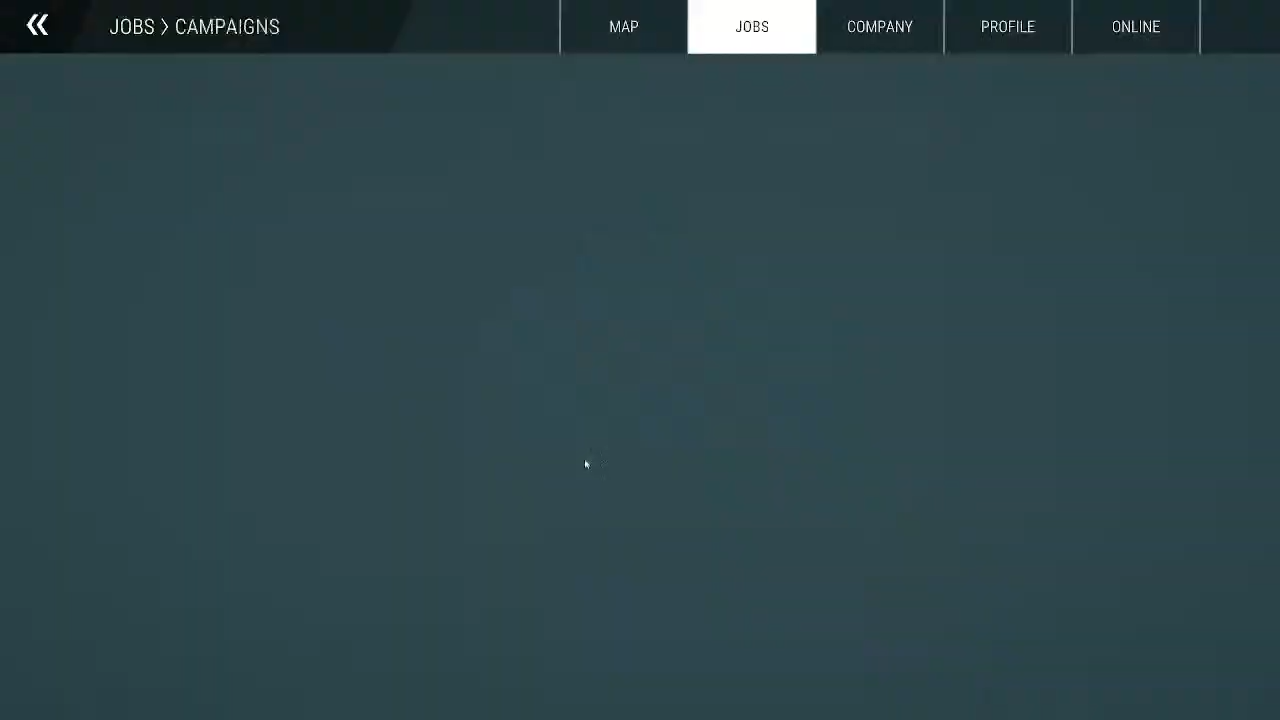 JOBS > CAMPAIGNS
MAP
JOBS
COMPANY
PROFILE
ONLINE